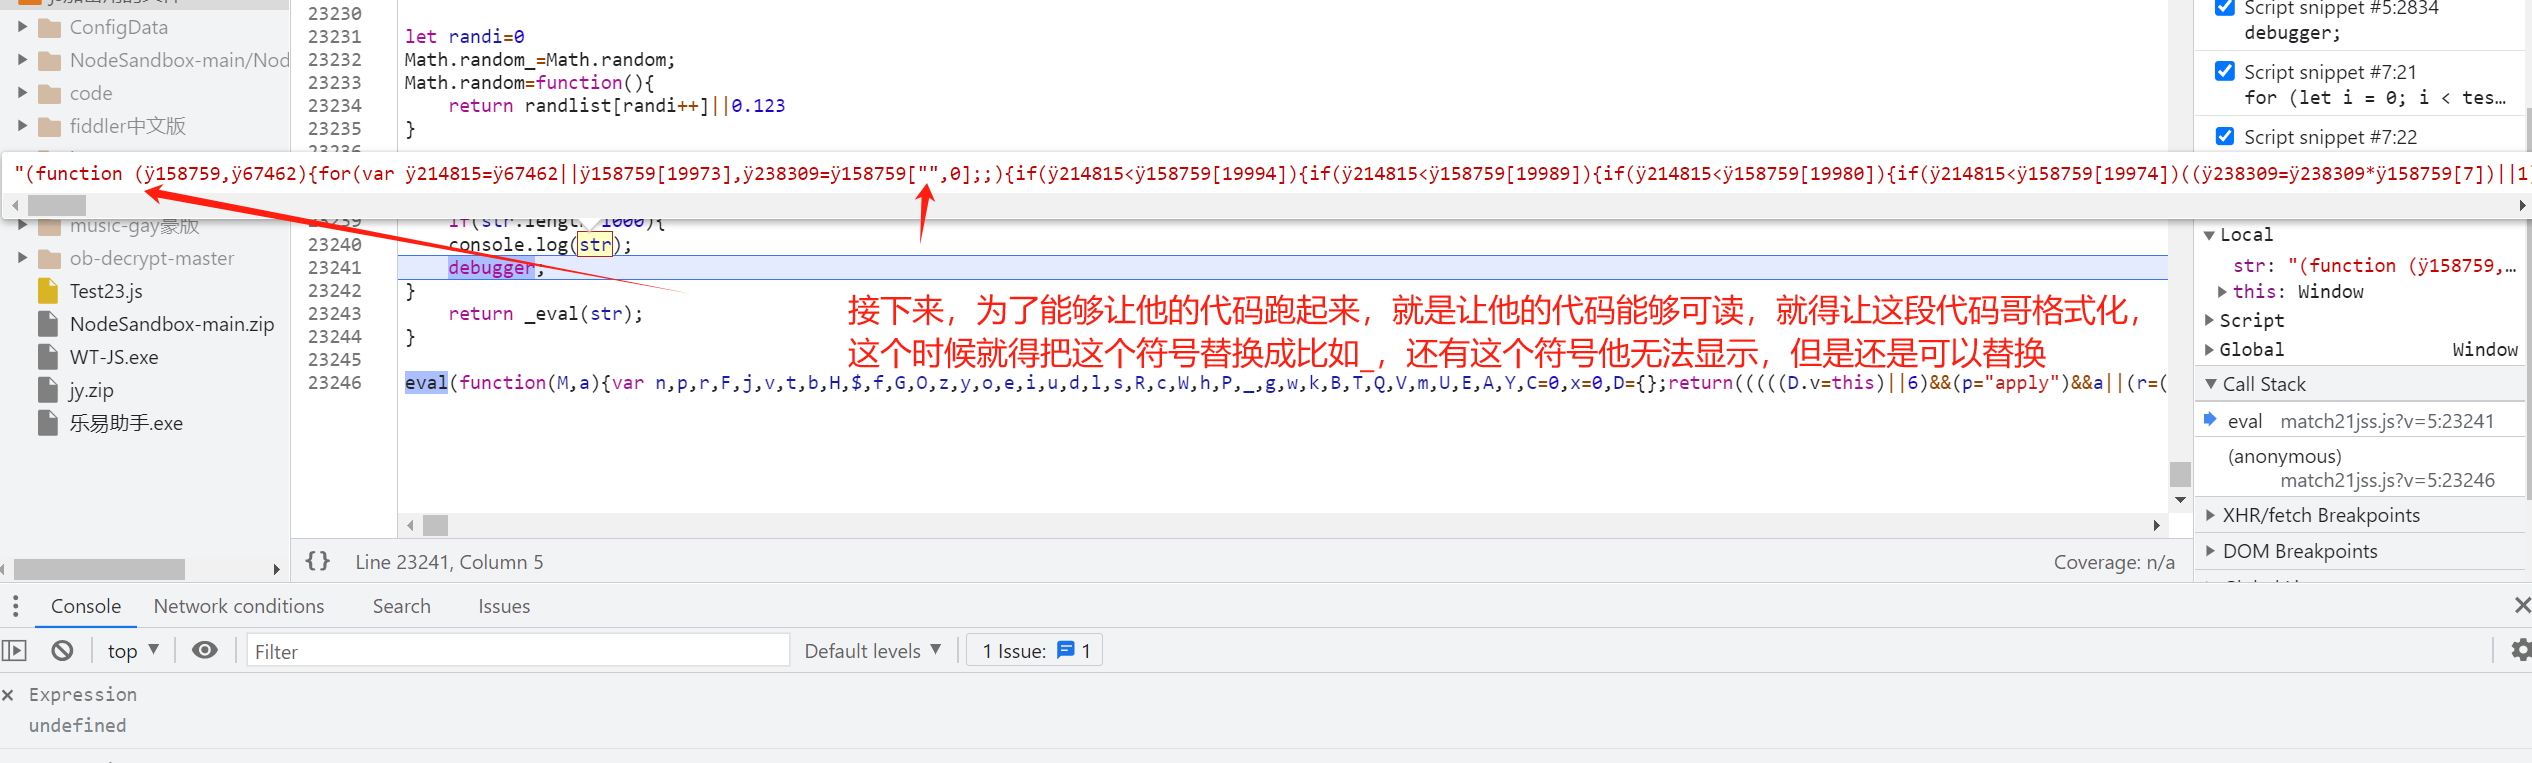 js加密用的文件
ConfigData
NodeSandbox-main/Nod
code
fiddler中文版
music-gay蒙版
ob-decrypt-master
Test23.js
NodeSandbox-main.zip
WT-JS.exe
jy.zip
乐易助手.exe
23230
23231 let randi=0
23232 Math.random_=Math.random;
23233 Math.random=function(){
23234 return randlist[randi++]||0.123
23235 }
23236
"(function (ÿ158759,ÿ67462){for(var ÿ214815=ÿ67462||ÿ158759[19973],ÿ238309=ÿ158759["",0];;){if(ÿ214815<ÿ158759[19994]){if(ÿ214815<ÿ158759[19989]){if(ÿ214815<ÿ158759[19980]){if(ÿ214815<ÿ158759[19974])((ÿ238309=ÿ238309*ÿ158759[7])||1
23239 if(str.length 1000){
23240 console.log(str);
23241 debugger;
23242 }
23243 return _eval(str);
23244 }
23245
23246 eval(function(M,a){var n,p,r,F,j,v,t,b,H,$,f,G,O,z,y,o,e,i,u,d,l,s,R,c,W,h,P,_,g,w,k,B,T,Q,V,m,U,E,A,Y,C=0,x=0,D={};return(((((D.v=this)||6)&&(p="apply")&&a||(r=(
接下来，为了能够让他的代码跑起来，就是让他的代码能够可读，就得让这段代码哥格式化，
这个时候就得把这个符号替换成比如_，还有这个符号他无法显示，但是还是可以替换
{} Line 23241, Column 5
Coverage: n/a
Script snippet #5:2834
debugger;
Script snippet #7:21
for (let i = 0; i < tes…
Script snippet #7:22
Local
str: "(function (ÿ158759,…
this: Window
Script
Global Window
Call Stack
eval match21jss.js?v=5:23241
(anonymous)
match21jss.js?v=5:23246
XHR/fetch Breakpoints
DOM Breakpoints
Console Network conditions Search Issues
top Filter Default levels 1 Issue: 1
Expression
undefined